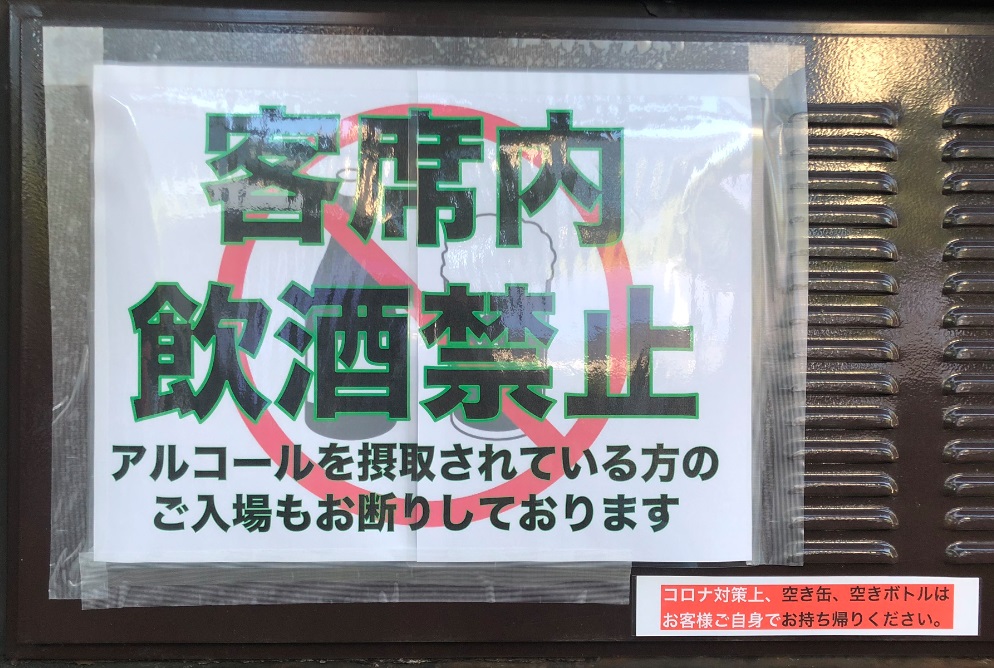 客席内
飲酒禁止
アルコールを摂取されている方の
ご入場もお断りしております
コロナ対策上、空き缶、空きボトルは
お客様ご自身でお持ち帰りください。